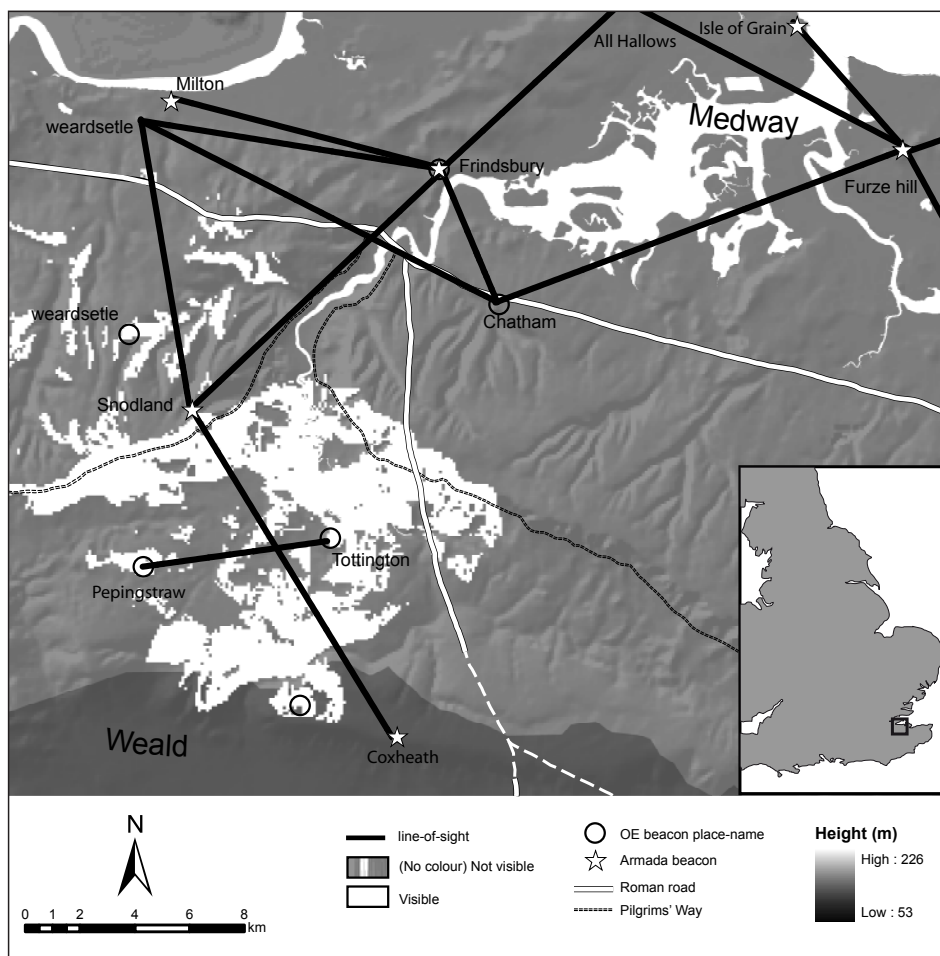 Isle of Grain
All Hallows
Milton
Medway
weardsetle
Frindsbury
Furze hill
weardsetle
Chatham
Snodland
Tottington
Pepingstraw
Weald
Coxheath
N
0 1 2 4 6 8
km
line-of-sight
(No colour) Not visible
Visible
OE beacon place-name
Armada beacon
Roman road
Pilgrims' Way
Height (m)
High : 226
Low : 53